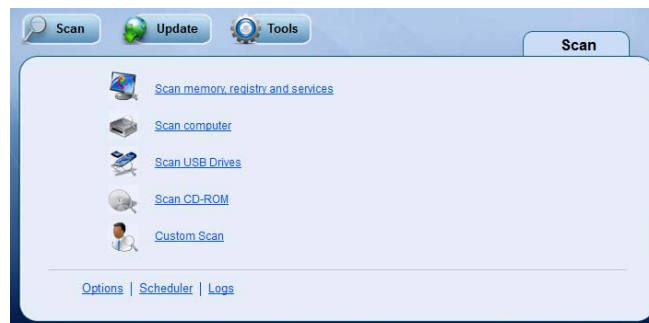 Scan Update Tools
Scan
Scan memory, registry and services
Scan computer
Scan USB Drives
Scan CD-ROM
Custom Scan
Options | Scheduler | Logs